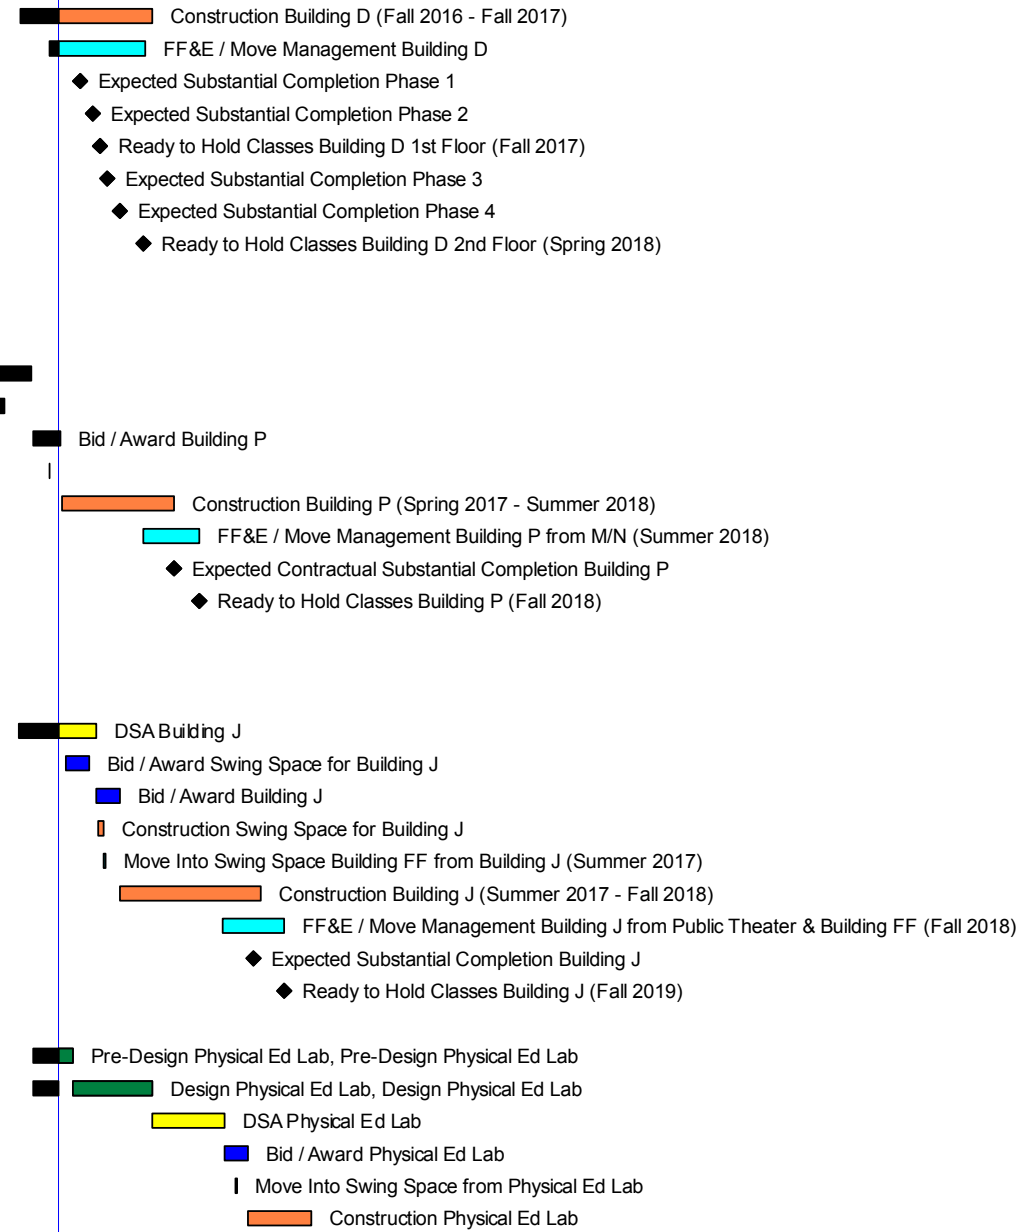 Construction Building D (Fall 2016 - Fall 2017)
FF&E / Move Management Building D
Expected Substantial Completion Phase 1
Expected Substantial Completion Phase 2
Ready to Hold Classes Building D 1st Floor (Fall 2017)
Expected Substantial Completion Phase 3
Expected Substantial Completion Phase 4
Ready to Hold Classes Building D 2nd Floor (Spring 2018)
Bid / Award Building P
Construction Building P (Spring 2017 - Summer 2018)
FF&E / Move Management Building P from M/N (Summer 2018)
Expected Contractual Substantial Completion Building P
Ready to Hold Classes Building P (Fall 2018)
DSA Building J
Bid / Award Swing Space for Building J
Bid / Award Building J
Construction Swing Space for Building J
Move Into Swing Space Building FF from Building J (Summer 2017)
Construction Building J (Summer 2017 - Fall 2018)
FF&E / Move Management Building J from Public Theater & Building FF (Fall 2018)
Expected Substantial Completion Building J
Ready to Hold Classes Building J (Fall 2019)
Pre-Design Physical Ed Lab, Pre-Design Physical Ed Lab
Design Physical Ed Lab, Design Physical Ed Lab
DSA Physical Ed Lab
Bid / Award Physical Ed Lab
Move Into Swing Space from Physical Ed Lab
Construction Physical Ed Lab